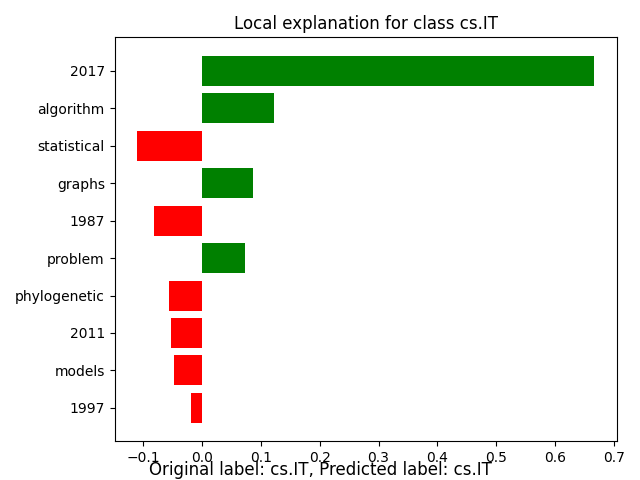 Local explanation for class cs.IT
2017
algorithm
statistical
graphs
1987
problem
phylogenetic
2011
models
1997
−0.1 0.0 0.1 0.2 0.3 0.4 0.5 0.6 0.7
Original label: cs.IT, Predicted label: cs.IT